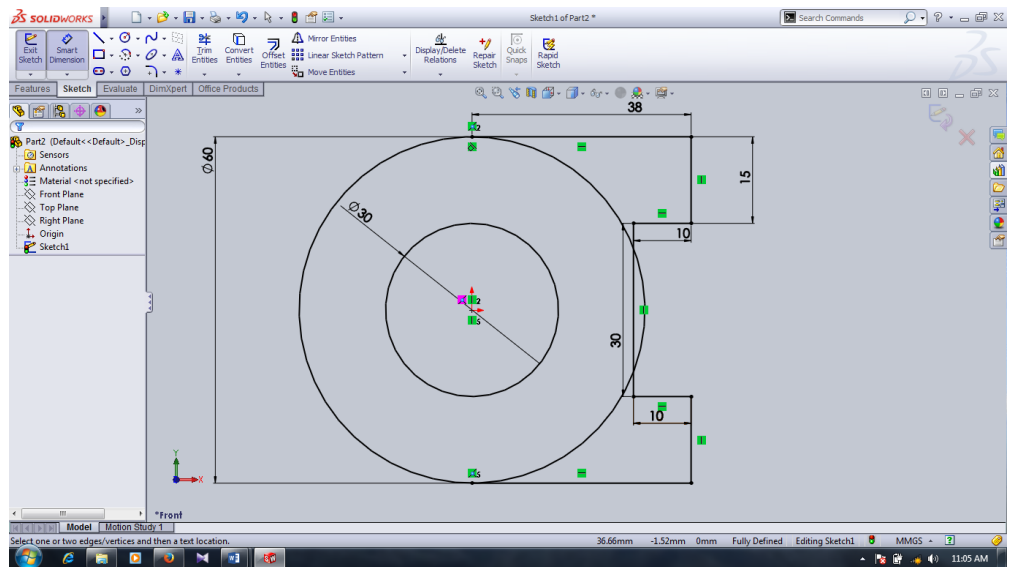 SOLIDWORKS
Sketch1 of Part2 *
Search Commands
Exit Sketch
Smart Dimension
Trim Entities
Convert Entities
Offset Entities
Mirror Entities
Linear Sketch Pattern
Move Entities
Display/Delete Relations
Repair Sketch
Quick Snaps
Rapid Sketch
Features Sketch Evaluate DimXpert Office Products
Part2 (Default<<Default>_Disp
Sensors
Annotations
Material <not specified>
Front Plane
Top Plane
Right Plane
Origin
Sketch1
38
2
Ø60
15
Ø30
10
2
5
30
10
5
Y
X
*Front
Model Motion Study 1
Select one or two edges/vertices and then a text location.
36.66mm -1.52mm 0mm Fully Defined Editing Sketch1 MMGS
11:05 AM